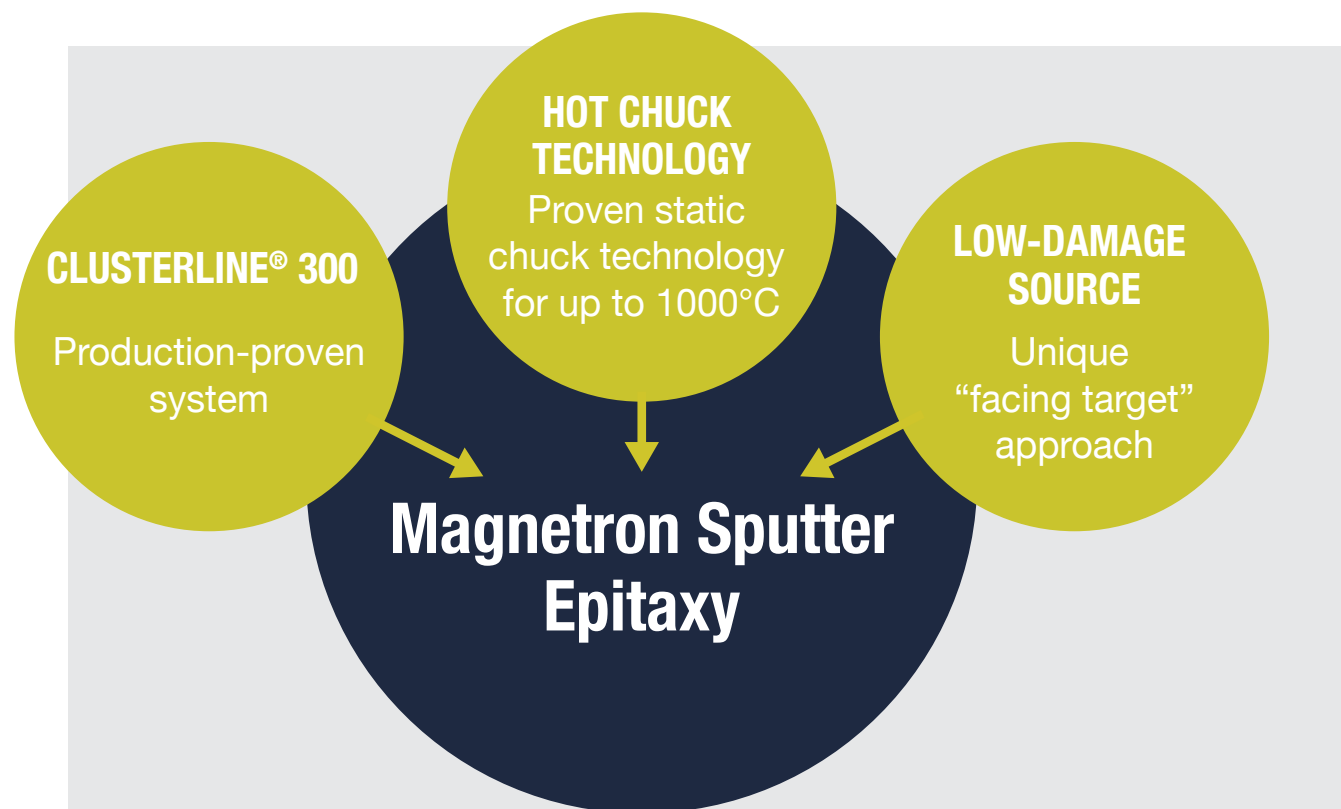 CLUSTERLINE® 300
Production-proven
system
HOT CHUCK
TECHNOLOGY
Proven static
chuck technology
for up to 1000°C
LOW-DAMAGE
SOURCE
Unique
“facing target”
approach
Magnetron Sputter
Epitaxy